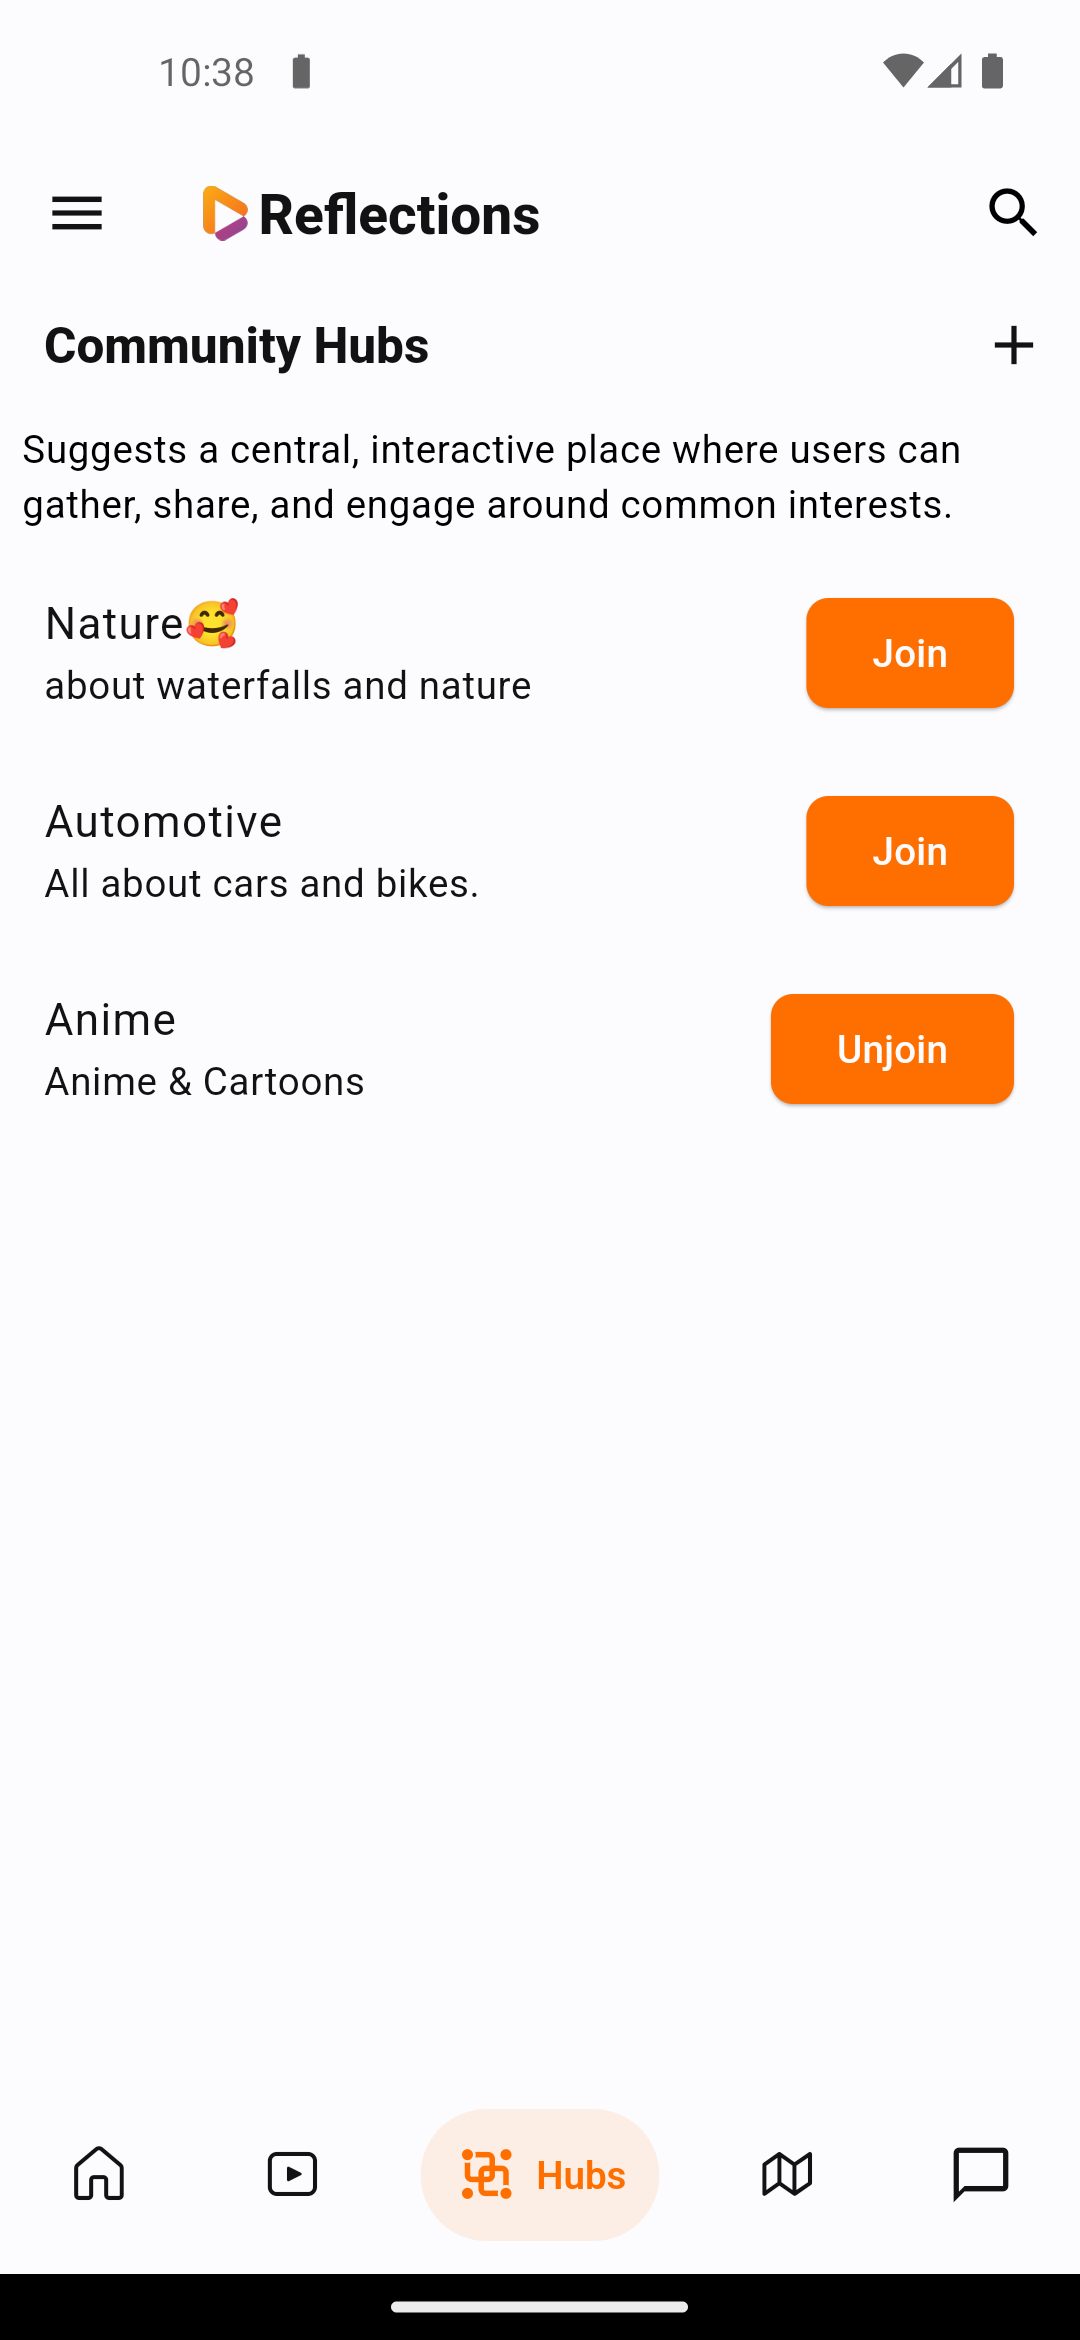 10:38
Reflections
Community Hubs
Suggests a central, interactive place where users can
gather, share, and engage around common interests.
Nature🥰
about waterfalls and nature
Join
Automotive
All about cars and bikes.
Join
Anime
Anime & Cartoons
Unjoin
Hubs